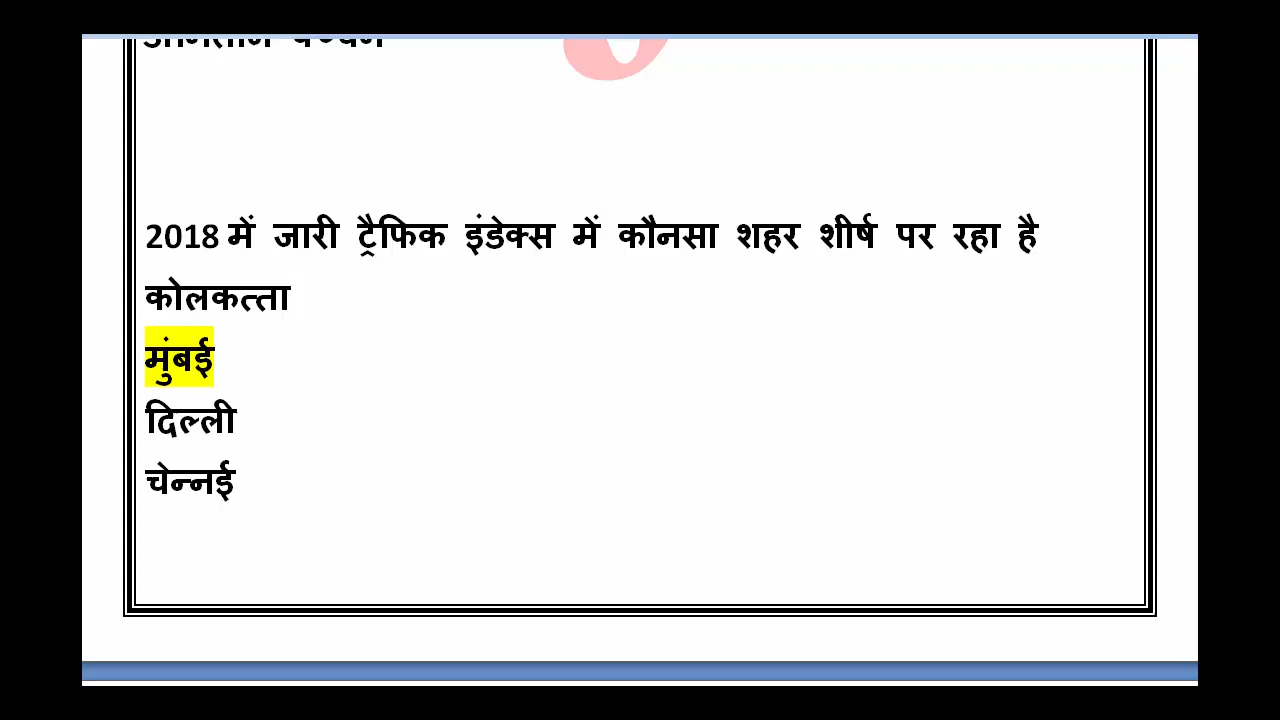 2018 में जारी ट्रैफिक इंडेक्स में कौनसा शहर शीर्ष पर रहा है
कोलकत्ता
मुंबई
दिल्ली
चेन्नई